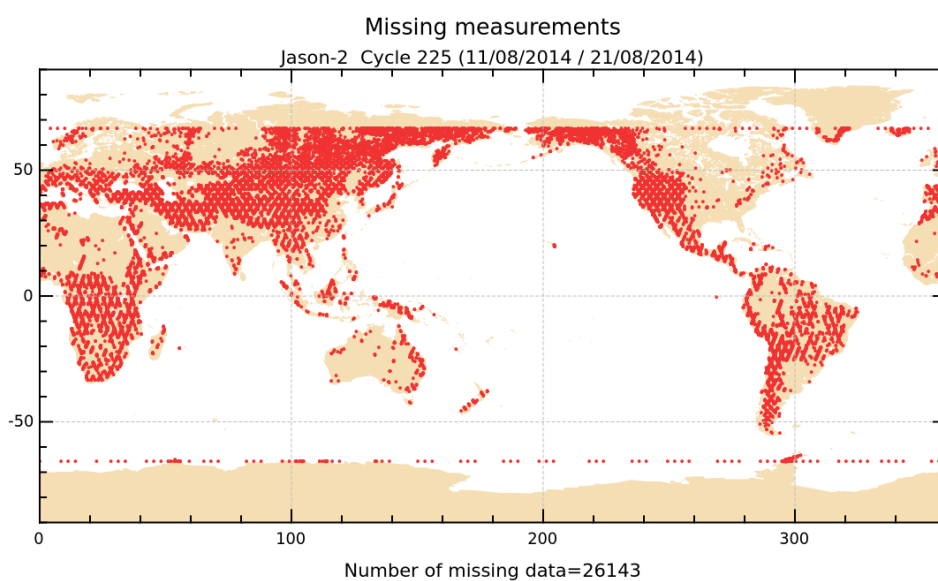 Missing measurements
Jason-2  Cycle 225 (11/08/2014 / 21/08/2014)
50
0
-50
0 100 200 300
Number of missing data=26143